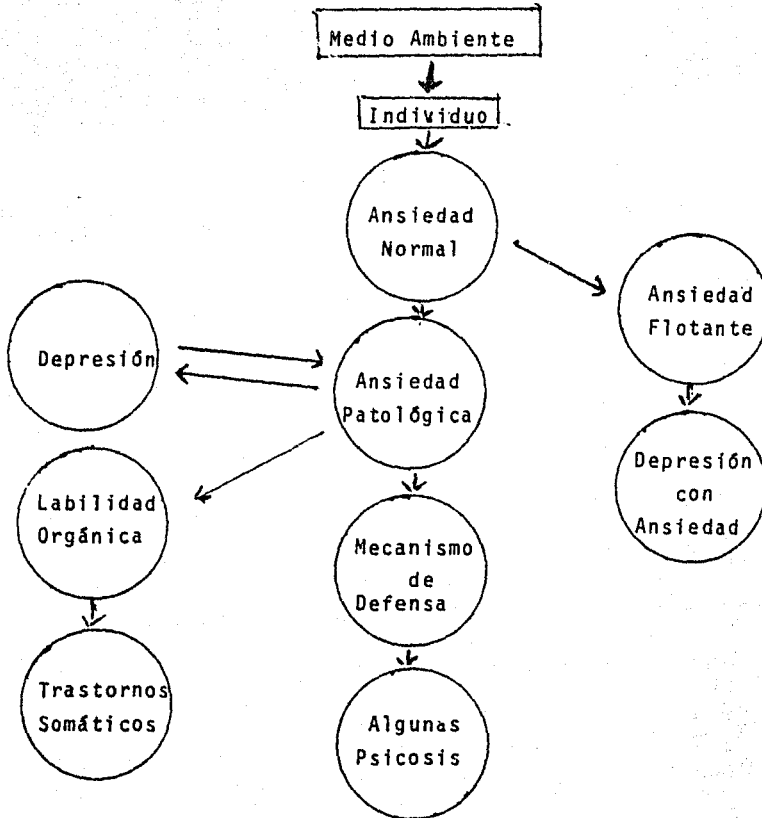 Medio Ambiente
Individuo
Ansiedad
Normal
Ansiedad
Flotante
Depresión
Ansiedad
Patológica
Labilidad
Orgánica
Depresión
con
Ansiedad
Mecanismo
de
Defensa
Trastornos
Somáticos
Algunas
Psicosis